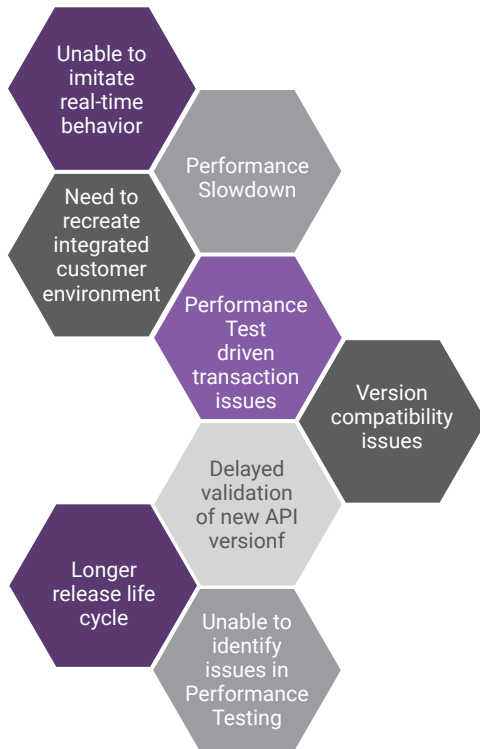 Unable to
imitate
real-time
behavior
Performance
Slowdown
Need to
recreate
integrated
customer
environment
Performance
Test
driven
transaction
issues
Version
compatibility
issues
Delayed
validation
of new API
versionf
Longer
release life
cycle
Unable to
identify
issues in
Performance
Testing